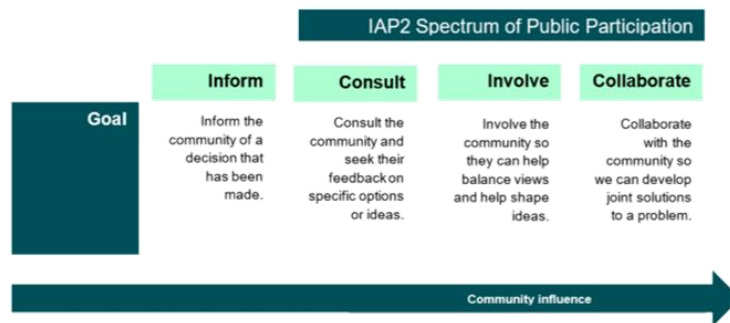 IAP2 Spectrum of Public Participation
Inform
Consult
Involve
Collaborate
Goal
Inform the
community of a
decision that
has been
made.
Consult the
community and
seek their
feedback on
specific options
or ideas.
Involve the
community so
they can help
balance views
and help shape
ideas.
Collaborate
with the
community so
we can develop
joint solutions
to a problem.
Community influence